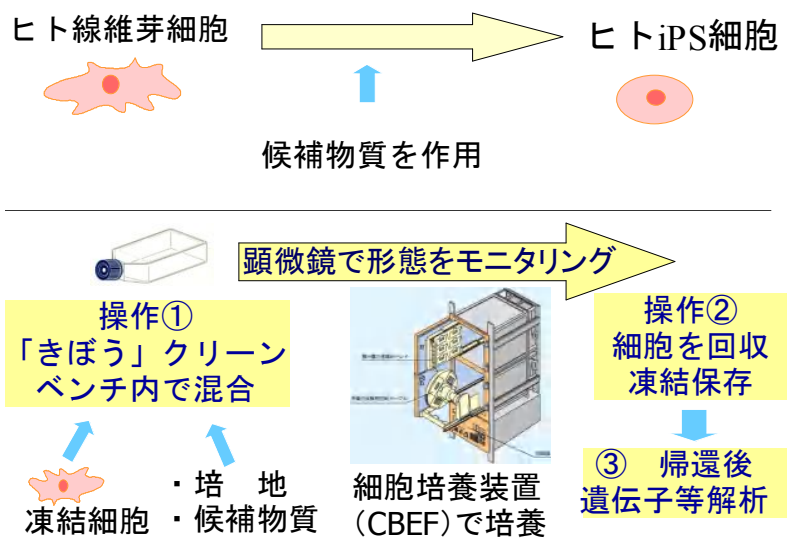 ヒト線維芽細胞
ヒトiPS細胞
候補物質を作用
顕微鏡で形態をモニタリング
操作①
「きぼう」クリーン
ベンチ内で混合
操作②
細胞を回収
凍結保存
③ 帰還後
遺伝子等解析
凍結細胞
・培 地
・候補物質
細胞培養装置
(CBEF)で培養